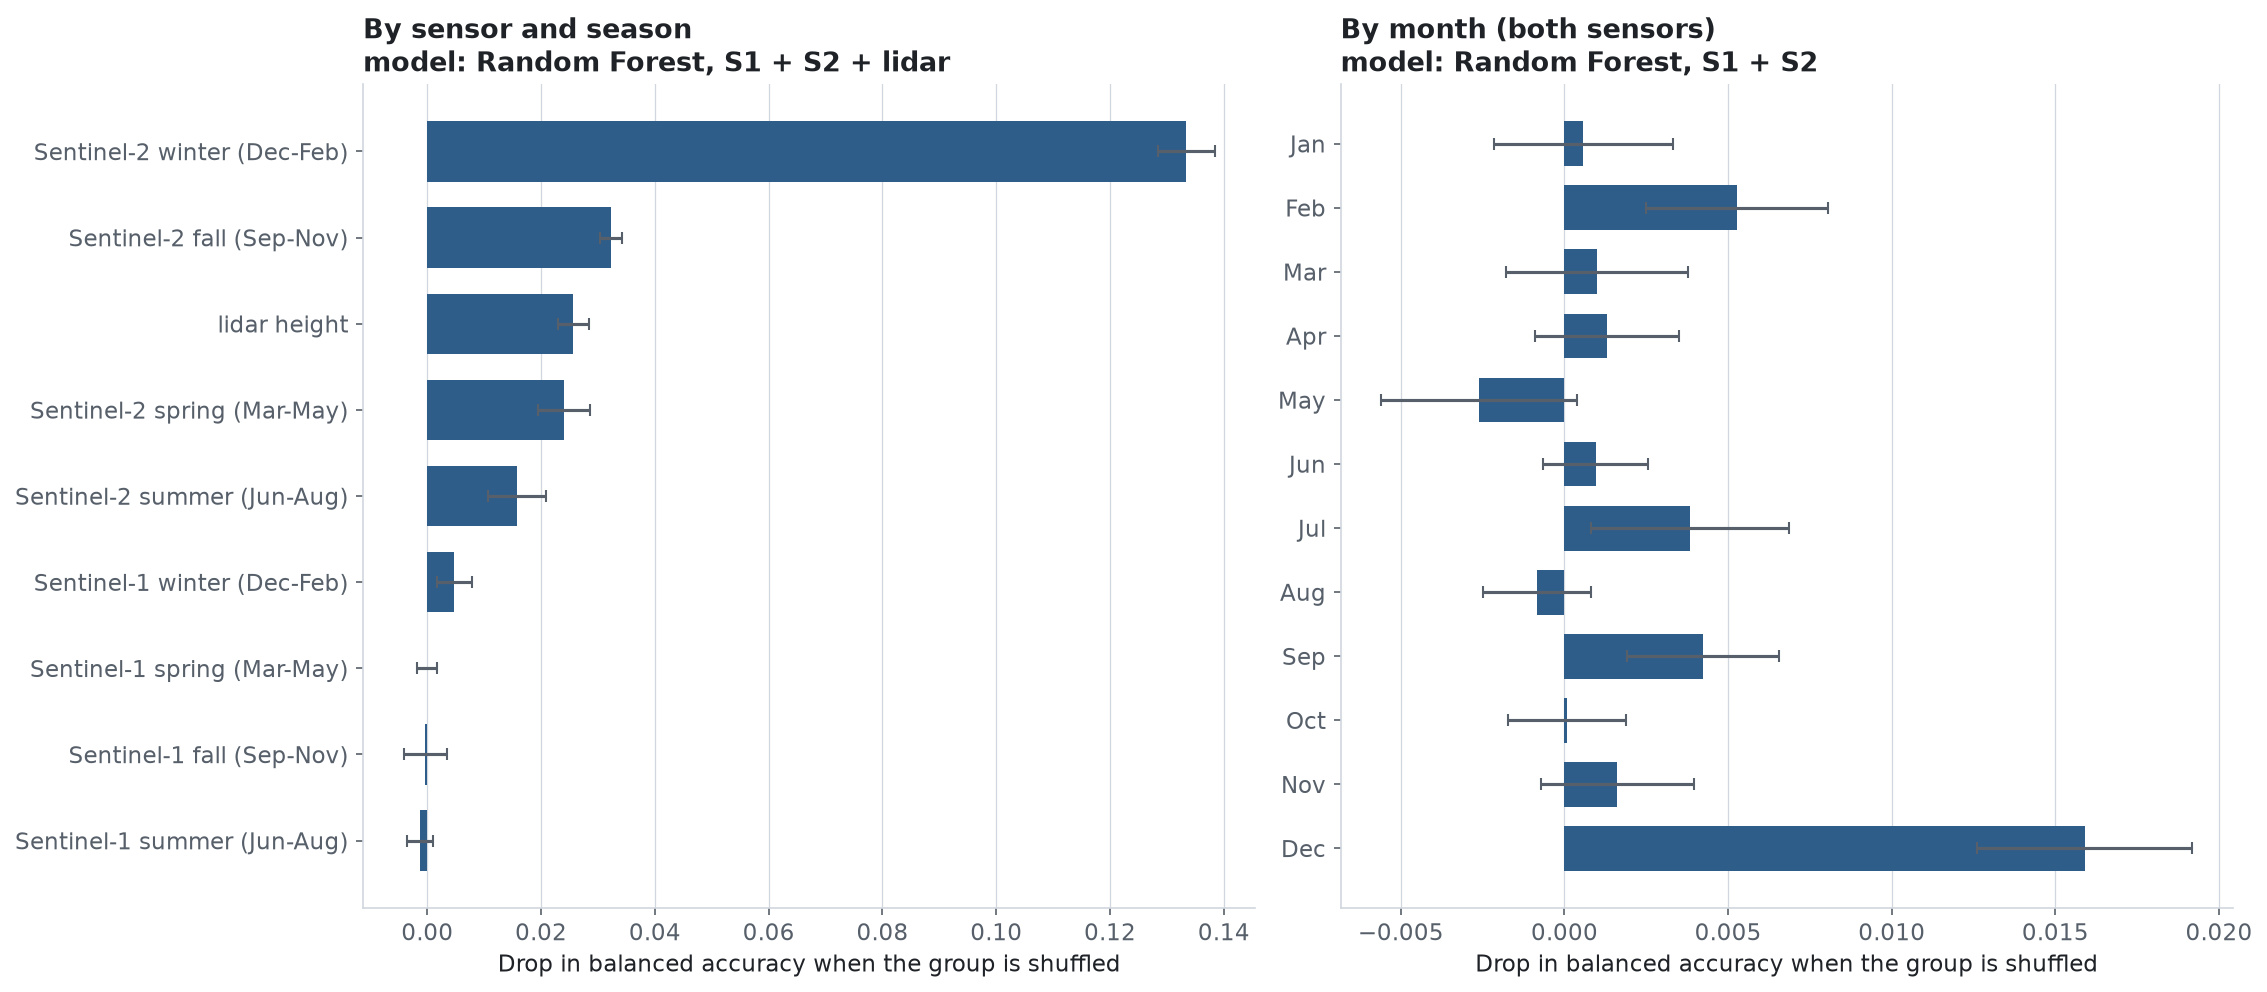 By sensor and season
model: Random Forest, S1 + S2 + lidar
Sentinel-2 winter (Dec-Feb)
Sentinel-2 fall (Sep-Nov)
lidar height
Sentinel-2 spring (Mar-May)
Sentinel-2 summer (Jun-Aug)
Sentinel-1 winter (Dec-Feb)
Sentinel-1 spring (Mar-May)
Sentinel-1 fall (Sep-Nov)
Sentinel-1 summer (Jun-Aug)
0.00 0.02 0.04 0.06 0.08 0.10 0.12 0.14
Drop in balanced accuracy when the group is shuffled
By month (both sensors)
model: Random Forest, S1 + S2
Jan
Feb
Mar
Apr
May
Jun
Jul
Aug
Sep
Oct
Nov
Dec
−0.005 0.000 0.005 0.010 0.015 0.020
Drop in balanced accuracy when the group is shuffled